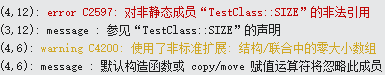 (4,12): error C2597: 对非静态成员“TestClass::SIZE”的非法引用
(3,12): message : 参见“TestClass::SIZE”的声明
(4,6): warning C4200: 使用了非标准扩展: 结构/联合中的零大小数组
(4,6): message : 默认构造函数或 copy/move 赋值运算符将忽略此成员